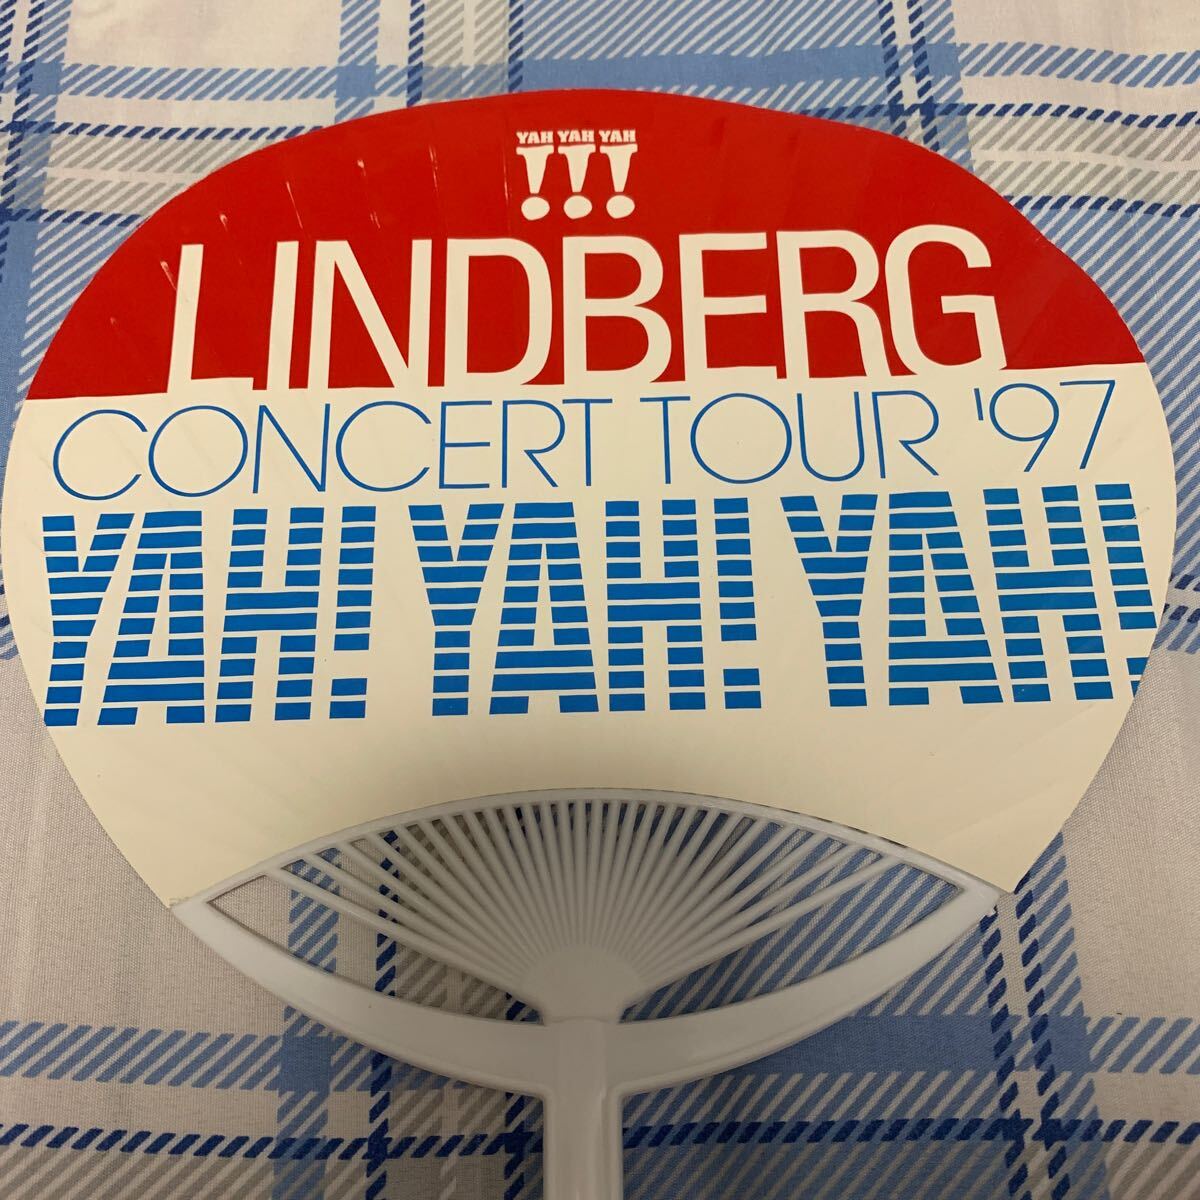 YAH YAH YAH
!!!
LINDBERG
CONCERT TOUR '97
YAH! YAH! YAH!